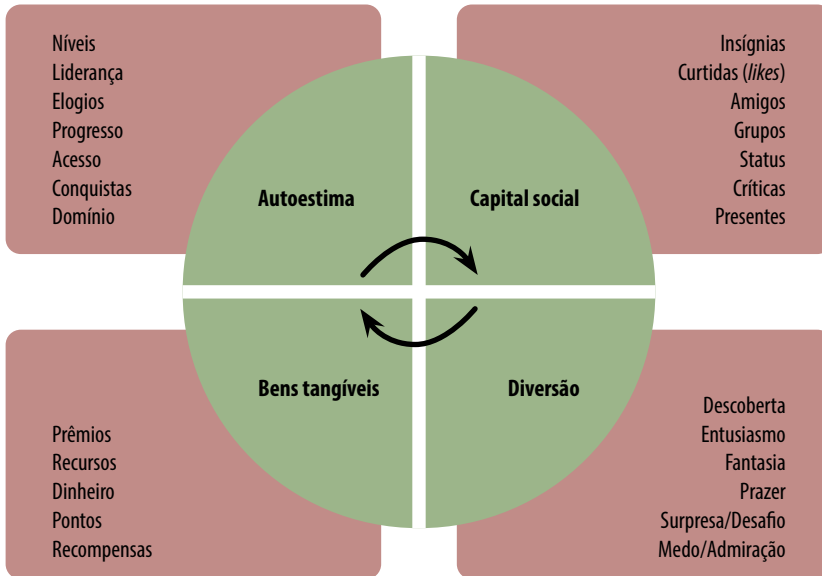 Níveis
Liderança
Elogios
Progresso
Acesso
Conquistas
Domínio
Insígnias
Curtidas (likes)
Amigos
Grupos
Status
Críticas
Presentes
Autoestima
Capital social
Bens tangíveis
Diversão
Prêmios
Recursos
Dinheiro
Pontos
Recompensas
Descoberta
Entusiasmo
Fantasia
Prazer
Surpresa/Desafio
Medo/Admiração